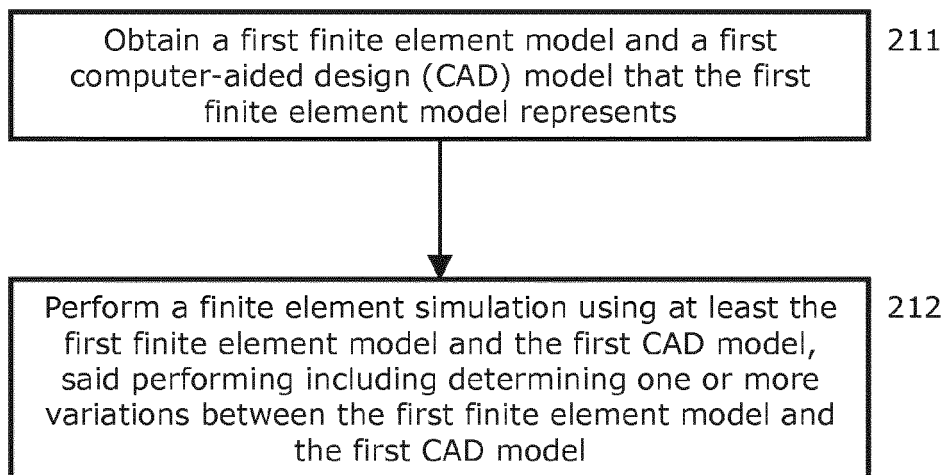 Obtain a first finite element model and a first
computer-aided design (CAD) model that the first
finite element model represents
211
Perform a finite element simulation using at least the
first finite element model and the first CAD model,
said performing including determining one or more
variations between the first finite element model and
the first CAD model
212